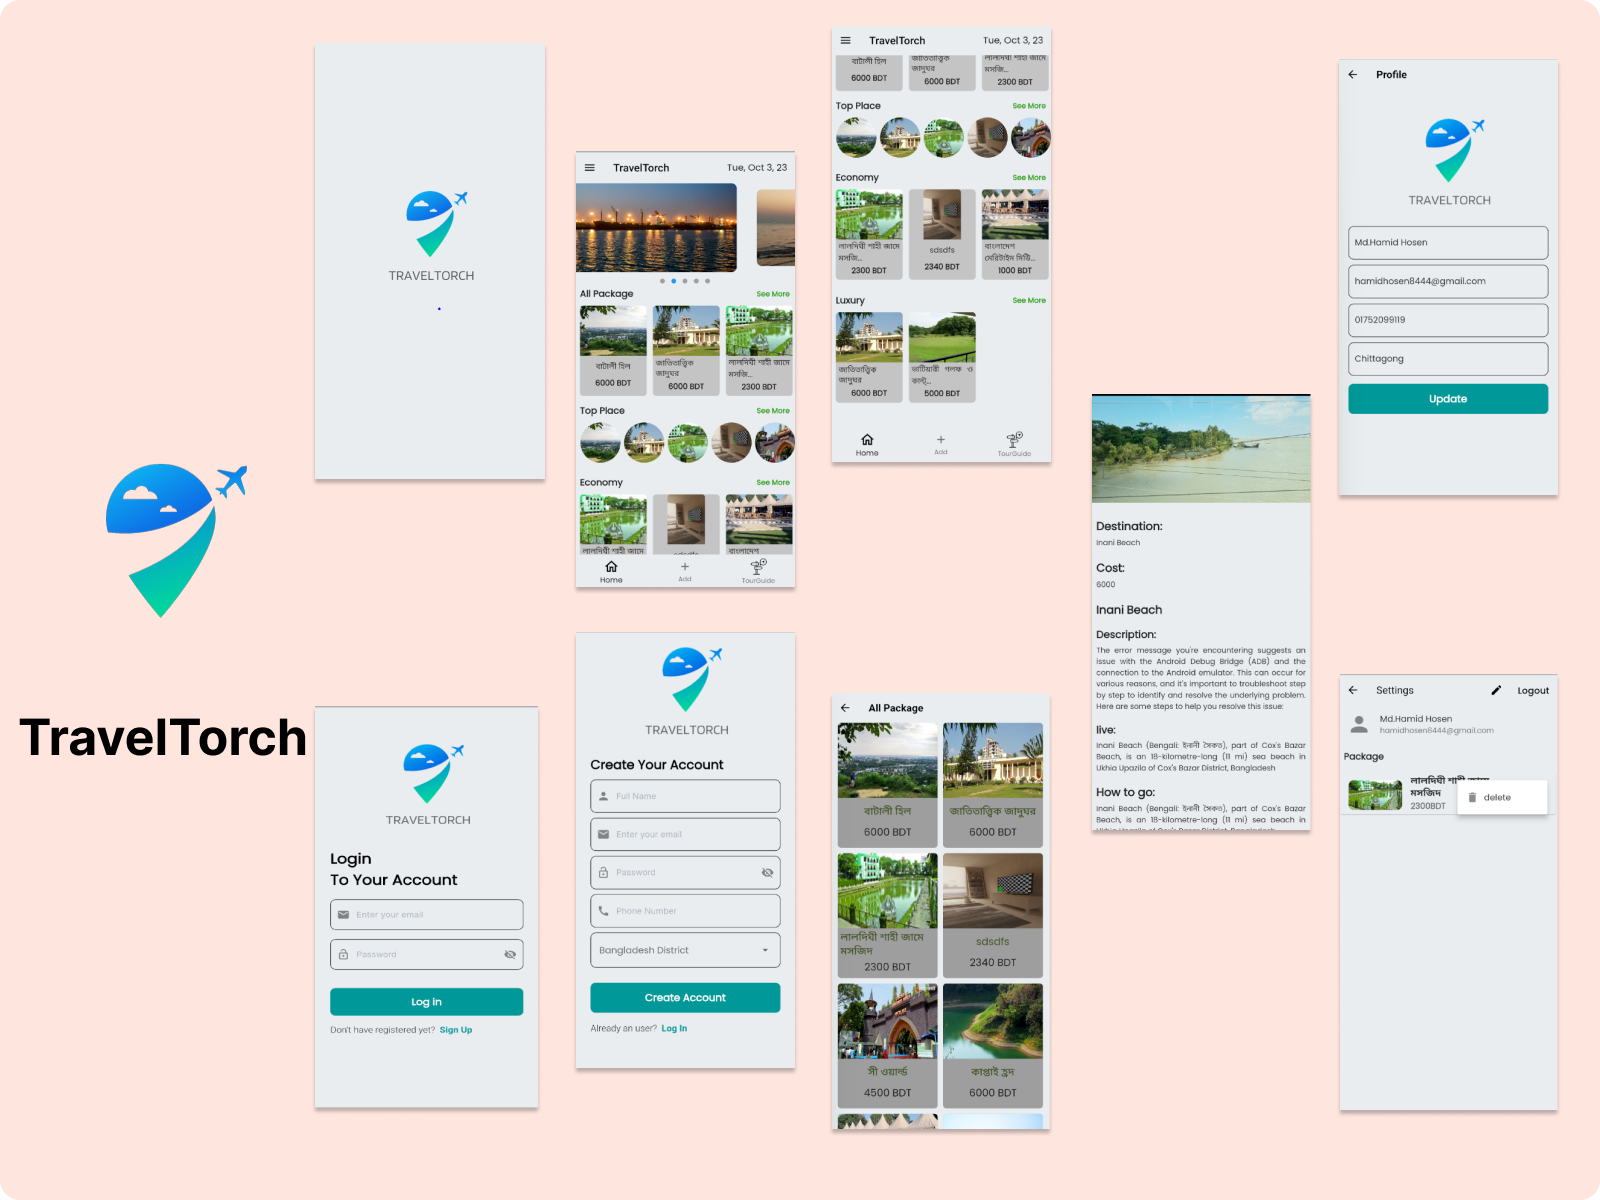 TravelTorch
TRAVELTORCH
TRAVELTORCH
Login
To Your Account
Enter your email
Password
Log in
Don't have registered yet? Sign Up
TravelTorch
Tue, Oct 3, 23
All Package
See More
বাটালী হিল
6000 BDT
জাতিতাত্ত্বিক
জাদুঘর
6000 BDT
লালদিঘী শাহী জামে
মসজি...
2300 BDT
Top Place
See More
Economy
See More
লালদিঘী শাহী জামে
sdsdfs
বাংলাদেশ
Home
Add
TourGuide
TRAVELTORCH
Create Your Account
Full Name
Enter your email
Password
Phone Number
Bangladesh District
Create Account
Already an user? Log In
TravelTorch
Tue, Oct 3, 23
বাটালী হিল
6000 BDT
জাতিতাত্ত্বিক
জাদুঘর
6000 BDT
লালদিঘী শাহী জামে
মসজি...
2300 BDT
Top Place
See More
Economy
See More
লালদিঘী শাহী জামে
মসজি...
2300 BDT
sdsdfs
2340 BDT
বাংলাদেশ
মেরিটাইম মিউি...
1000 BDT
Luxury
See More
জাতিতাত্ত্বিক
জাদুঘর
6000 BDT
ভাটিয়ারী গলফ ও
কান্ট্...
5000 BDT
Home
Add
TourGuide
All Package
বাটালী হিল
6000 BDT
জাতিতাত্ত্বিক জাদুঘর
6000 BDT
লালদিঘী শাহী জামে
মসজিদ
2300 BDT
sdsdfs
2340 BDT
সী ওয়ার্ল্ড
4500 BDT
কাপ্তাই হ্রদ
6000 BDT
Destination:
Inani Beach
Cost:
6000
Inani Beach
Description:
The error message you're encountering suggests an
issue with the Android Debug Bridge (ADB) and the
connection to the Android emulator. This can occur for
various reasons, and it's important to troubleshoot step
by step to identify and resolve the underlying problem.
Here are some steps to help you resolve this issue:
live:
Inani Beach (Bengali: ইনানী সৈকত), part of Cox's Bazar
Beach, is an 18-kilometre-long (11 mi) sea beach in
Ukhia Upazila of Cox's Bazar District, Bangladesh
How to go:
Inani Beach (Bengali: ইনানী সৈকত), part of Cox's Bazar
Beach, is an 18-kilometre-long (11 mi) sea beach in
Ukhia Upazila of Cox's Bazar District, Bangladesh
Profile
TRAVELTORCH
Md.Hamid Hosen
hamidhosen8444@gmail.com
01752099119
Chittagong
Update
Settings
Logout
Md.Hamid Hosen
hamidhosen8444@gmail.com
Package
লালদিঘী শাহী জামে
মসজিদ
2300BDT
delete